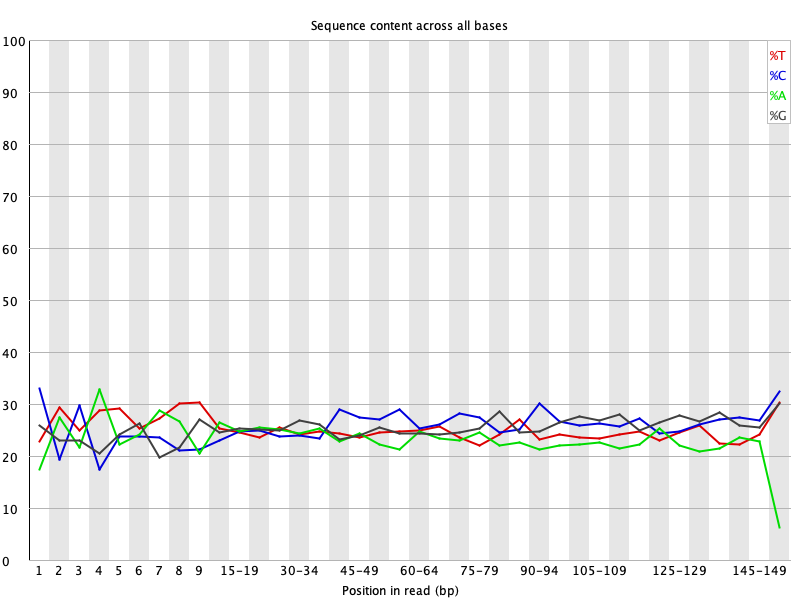 Sequence content across all bases
100
90
80
70
60
50
40
30
20
10
0
%T
%C
%A
%G
1 2 3 4 5 6 7 8 9 15-19 30-34 45-49 60-64 75-79 90-94 105-109 125-129 145-149
Position in read (bp)